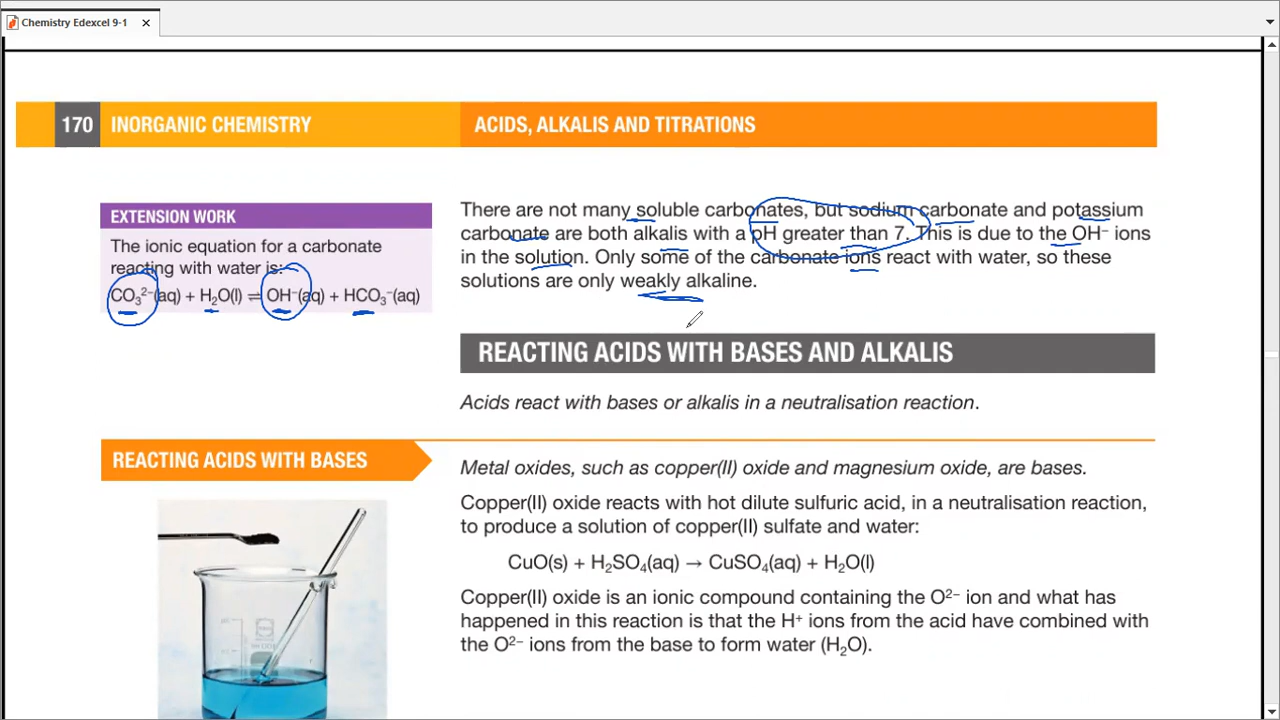 Chemistry Edexcel 9-1
170 INORGANIC CHEMISTRY
ACIDS, ALKALIS AND TITRATIONS
EXTENSION WORK
The ionic equation for a carbonate
reacting with water is:
CO₃²⁻(aq) + H₂O(l) ⇌ OH⁻(aq) + HCO₃⁻(aq)
There are not many soluble carbonates, but sodium carbonate and potassium
carbonate are both alkalis with a pH greater than 7. This is due to the OH⁻ ions
in the solution. Only some of the carbonate ions react with water, so these
solutions are only weakly alkaline.
REACTING ACIDS WITH BASES AND ALKALIS
Acids react with bases or alkalis in a neutralisation reaction.
REACTING ACIDS WITH BASES
Metal oxides, such as copper(II) oxide and magnesium oxide, are bases.
Copper(II) oxide reacts with hot dilute sulfuric acid, in a neutralisation reaction,
to produce a solution of copper(II) sulfate and water:
CuO(s) + H₂SO₄(aq) → CuSO₄(aq) + H₂O(l)
Copper(II) oxide is an ionic compound containing the O²⁻ ion and what has
happened in this reaction is that the H⁺ ions from the acid have combined with
the O²⁻ ions from the base to form water (H₂O).